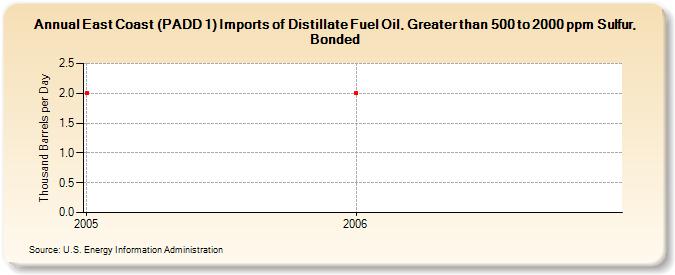 Annual East Coast (PADD 1) Imports of Distillate Fuel Oil, Greater than 500 to 2000 ppm Sulfur,
Bonded
Thousand Barrels per Day
2.5
2.0
1.5
1.0
0.5
0.0
2005
2006
Source: U.S. Energy Information Administration